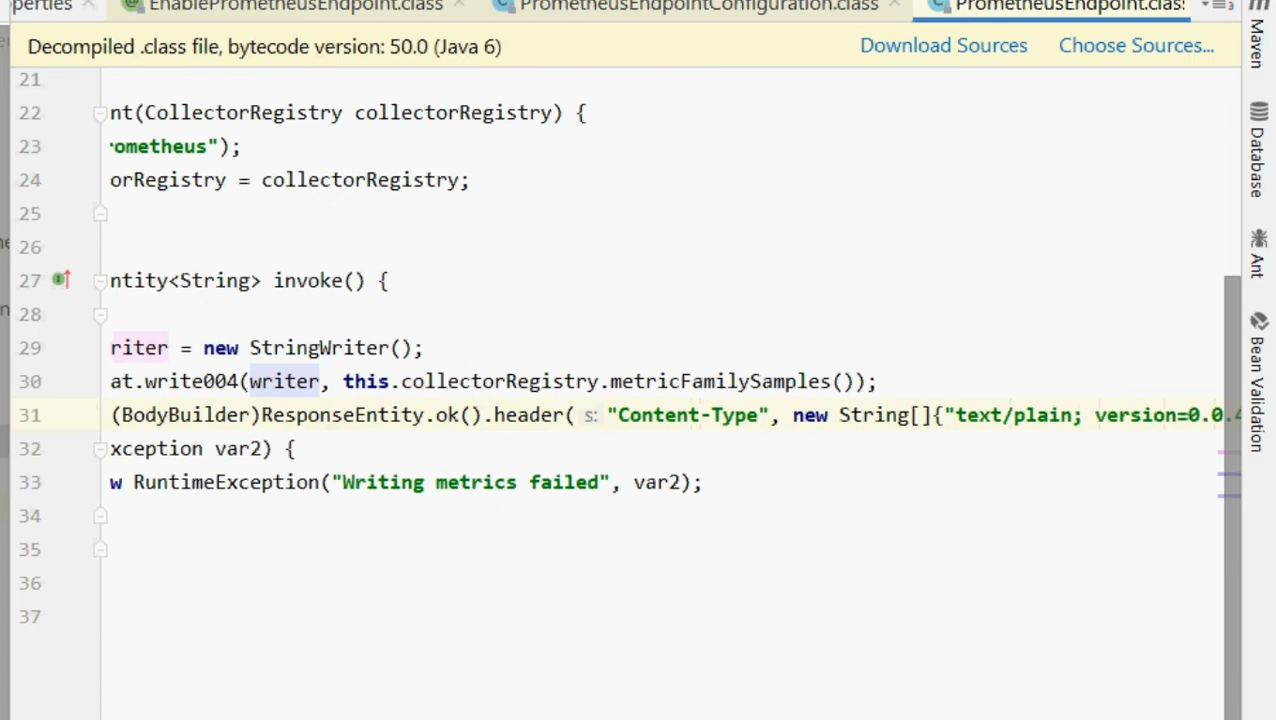 perties EnablePrometheusEndpoint.class PrometheusEndpointConfiguration.class PrometheusEndpoint.class
Decompiled .class file, bytecode version: 50.0 (Java 6) Download Sources Choose Sources...
21
22 nt(CollectorRegistry collectorRegistry) {
23 ometheus");
24 orRegistry = collectorRegistry;
25
26
27 ntity<String> invoke() {
28
29 riter = new StringWriter();
30 at.write004(writer, this.collectorRegistry.metricFamilySamples());
31 (BodyBuilder)ResponseEntity.ok().header( s: "Content-Type", new String[]{"text/plain; version=0.0.4
32 xception var2) {
33 w RuntimeException("Writing metrics failed", var2);
34
35
36
37
Maven
Database
Ant
Bean Validation